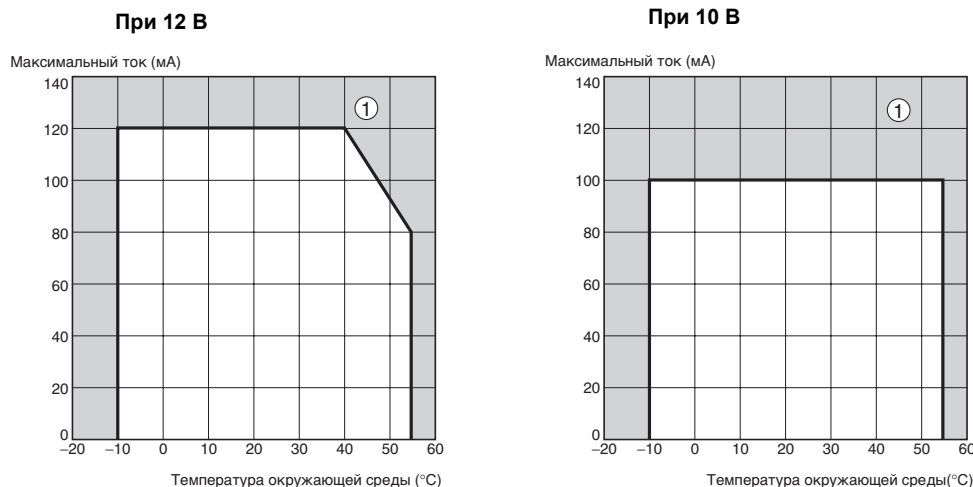 При 12 В
Максимальный ток (мА)
140
120
100
80
60
40
20
0
–20 –10 0 10 20 30 40 50 60
Температура окружающей среды (°C)
1
При 10 В
Максимальный ток (мА)
140
120
100
80
60
40
20
0
–20 –10 0 10 20 30 40 50 60
Температура окружающей среды(°C)
1